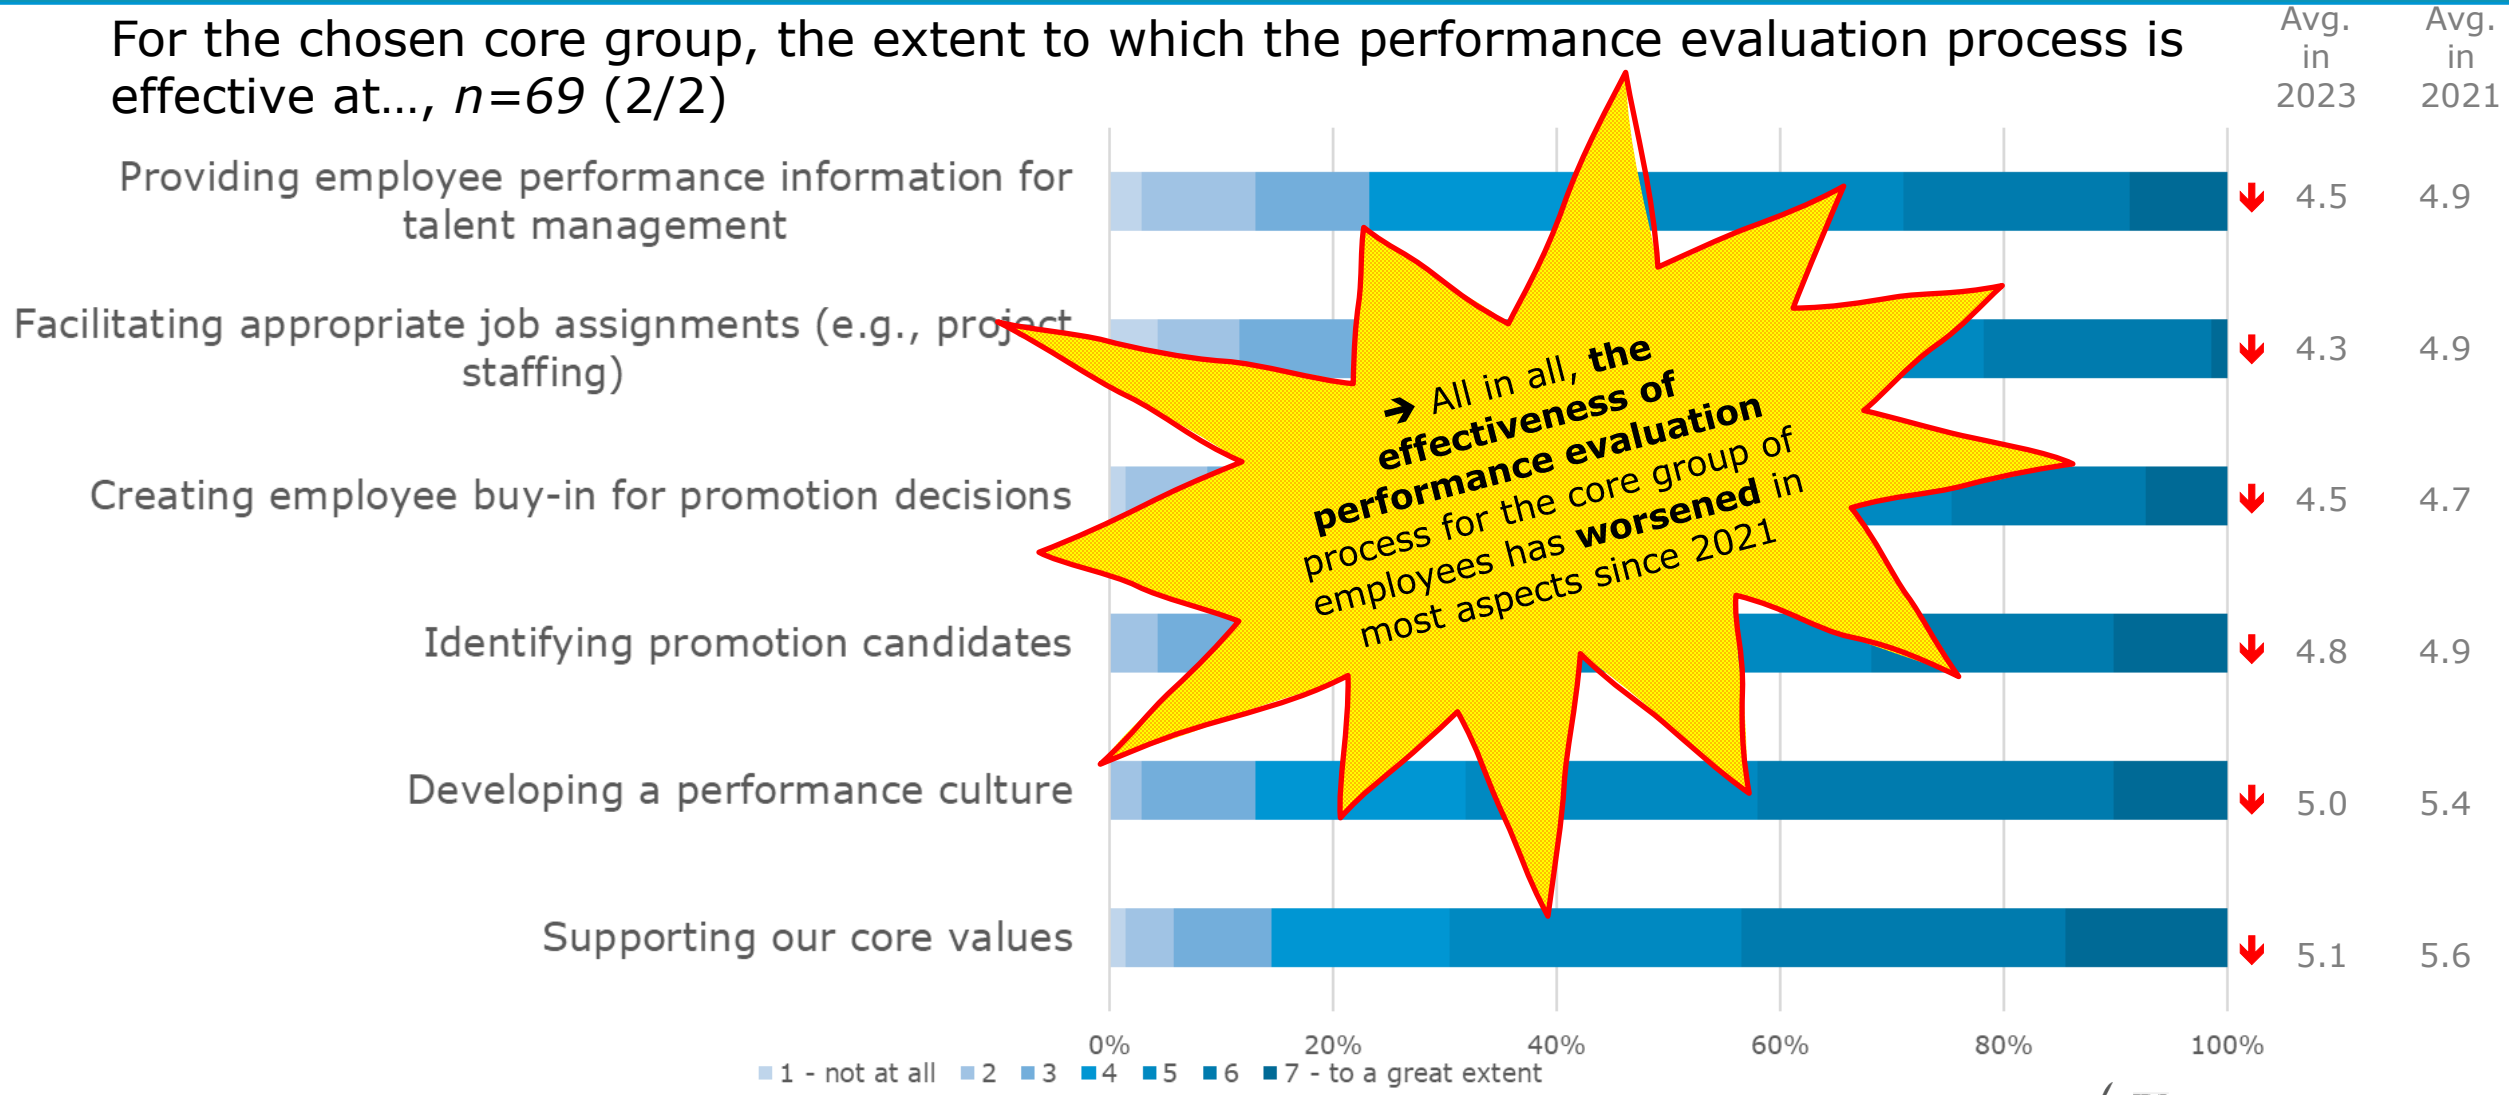 For the chosen core group, the extent to which the performance evaluation process is
effective at…, n=69 (2/2)
Avg.
in
2023
Avg.
in
2021
Providing employee performance information for
talent management
4.5 4.9
Facilitating appropriate job assignments (e.g., project
staffing)
4.3 4.9
Creating employee buy-in for promotion decisions
4.5 4.7
Identifying promotion candidates
4.8 4.9
Developing a performance culture
5.0 5.4
Supporting our core values
5.1 5.6
➔ All in all, the
effectiveness of
performance evaluation
process for the core group of
employees has worsened in
most aspects since 2021
0% 20% 40% 60% 80% 100%
1 - not at all 2 3 4 5 6 7 - to a great extent